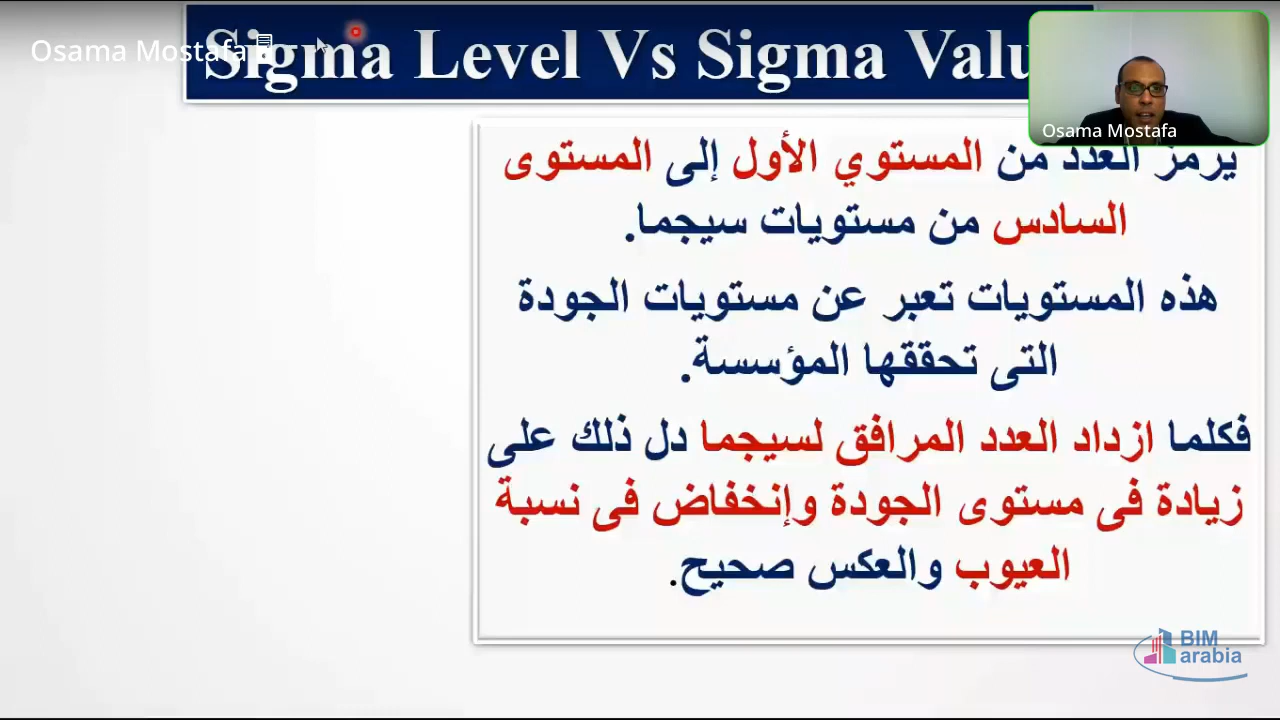 Osama Mostafa
Sigma Level Vs Sigma Valu
Osama Mostafa
يرمز العدد من المستوي الأول إلى المستوى
السادس من مستويات سيجما.
هذه المستويات تعبر عن مستويات الجودة
التى تحققها المؤسسة.
فكلما ازداد العدد المرافق لسيجما دل ذلك على
زيادة فى مستوى الجودة وإنخفاض فى نسبة
العيوب والعكس صحيح.
BIM
arabia